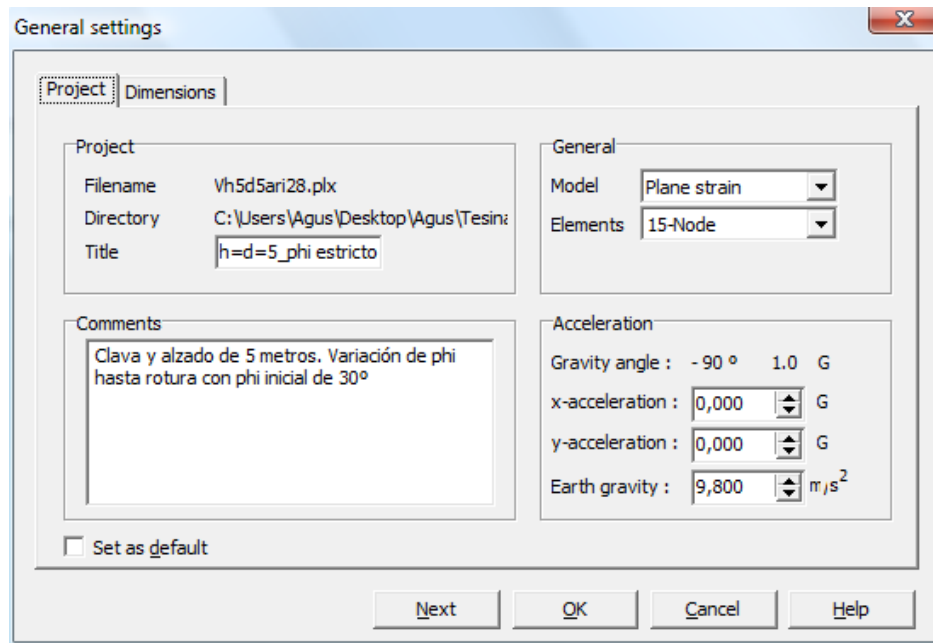 General settings
Project Dimensions
Project
Filename Vh5d5ari28.plx
Directory C:\Users\Agus\Desktop\Agus\Tesina
Title h=d=5_phi estricto
General
Model Plane strain
Elements 15-Node
Comments
Clava y alzado de 5 metros. Variación de phi
hasta rotura con phi inicial de 30º
Acceleration
Gravity angle : - 90 º 1.0 G
x-acceleration : 0,000 G
y-acceleration : 0,000 G
Earth gravity : 9,800 m/s²
Set as default
Next OK Cancel Help